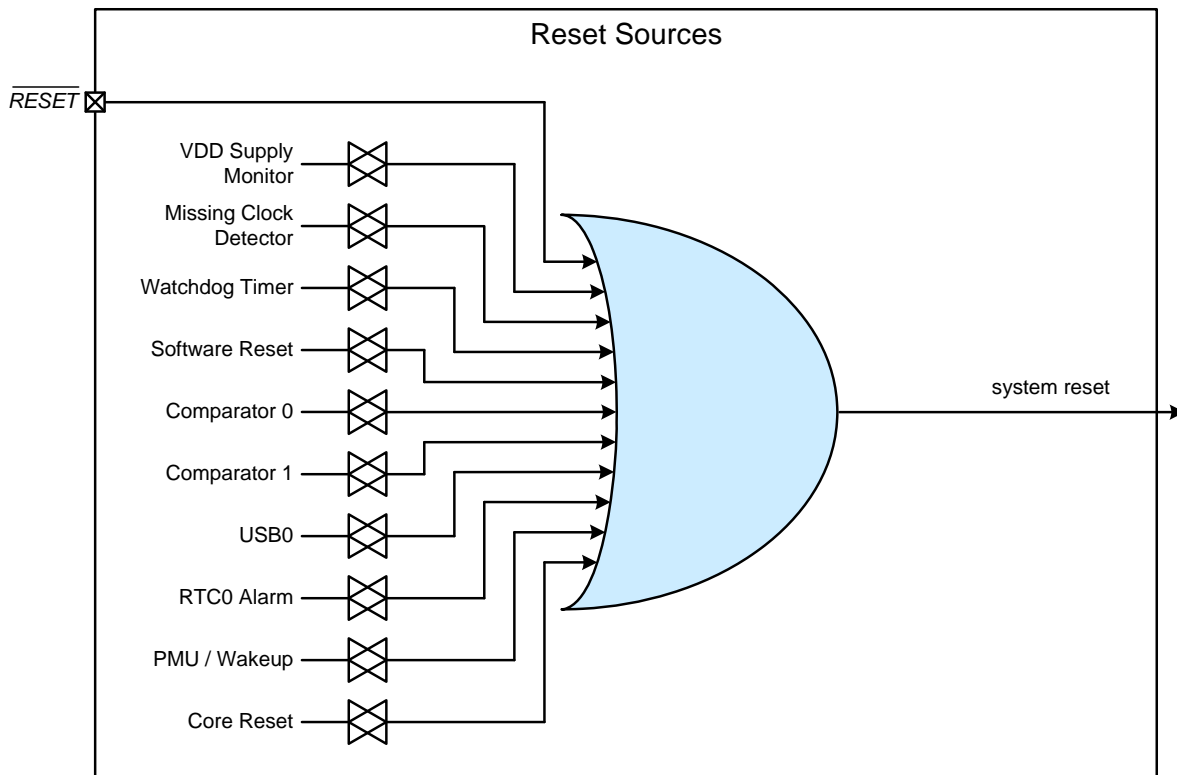 Reset Sources
RESET
VDD Supply
Monitor
Missing Clock
Detector
Watchdog Timer
Software Reset
Comparator 0
Comparator 1
USB0
RTC0 Alarm
PMU / Wakeup
Core Reset
system reset